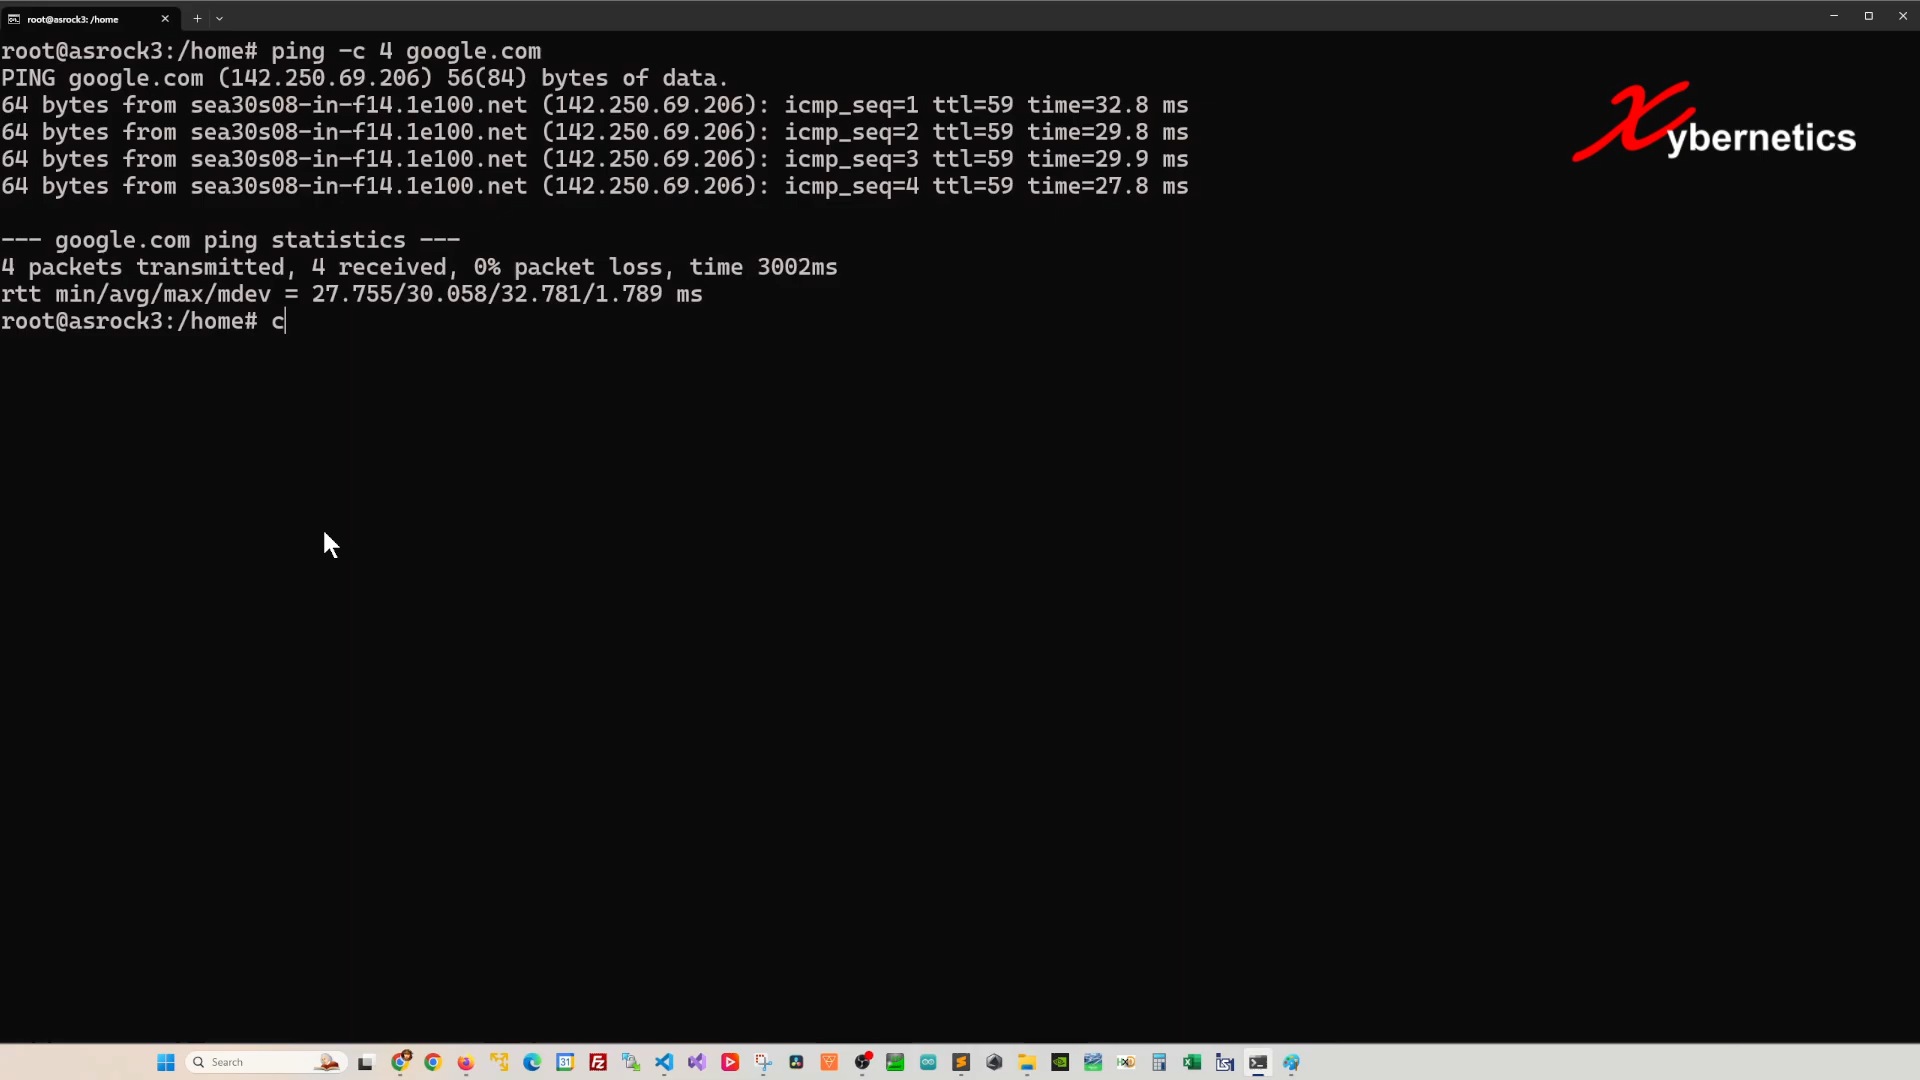 root@asrock3: /home
root@asrock3:/home# ping -c 4 google.com
PING google.com (142.250.69.206) 56(84) bytes of data.
64 bytes from sea30s08-in-f14.1e100.net (142.250.69.206): icmp_seq=1 ttl=59 time=32.8 ms
64 bytes from sea30s08-in-f14.1e100.net (142.250.69.206): icmp_seq=2 ttl=59 time=29.8 ms
64 bytes from sea30s08-in-f14.1e100.net (142.250.69.206): icmp_seq=3 ttl=59 time=29.9 ms
64 bytes from sea30s08-in-f14.1e100.net (142.250.69.206): icmp_seq=4 ttl=59 time=27.8 ms
Xybernetics
--- google.com ping statistics ---
4 packets transmitted, 4 received, 0% packet loss, time 3002ms
rtt min/avg/max/mdev = 27.755/30.058/32.781/1.789 ms
root@asrock3:/home# c
Search
31